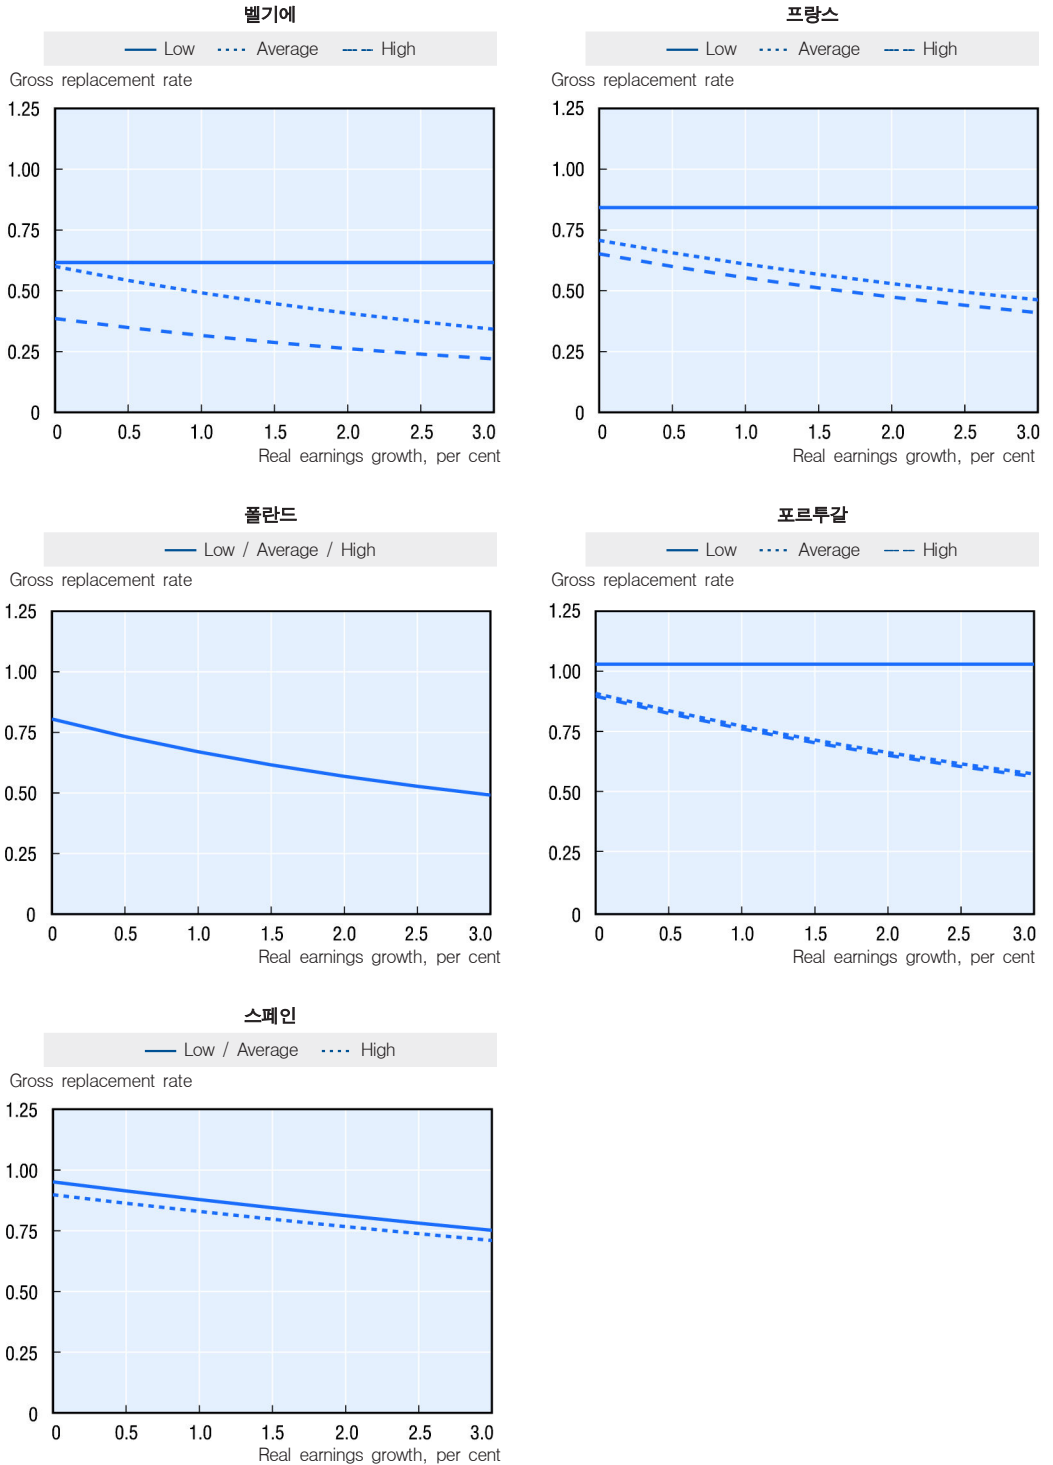 벨기에
Low Average High
Gross replacement rate
1.25
1.00
0.75
0.50
0.25
0
0 0.5 1.0 1.5 2.0 2.5 3.0
Real earnings growth, per cent
프랑스
Low Average High
Gross replacement rate
1.25
1.00
0.75
0.50
0.25
0
0 0.5 1.0 1.5 2.0 2.5 3.0
Real earnings growth, per cent
폴란드
Low / Average / High
Gross replacement rate
1.25
1.00
0.75
0.50
0.25
0
0 0.5 1.0 1.5 2.0 2.5 3.0
Real earnings growth, per cent
포르투갈
Low Average High
Gross replacement rate
1.25
1.00
0.75
0.50
0.25
0
0 0.5 1.0 1.5 2.0 2.5 3.0
Real earnings growth, per cent
스페인
Low / Average High
Gross replacement rate
1.25
1.00
0.75
0.50
0.25
0
0 0.5 1.0 1.5 2.0 2.5 3.0
Real earnings growth, per cent